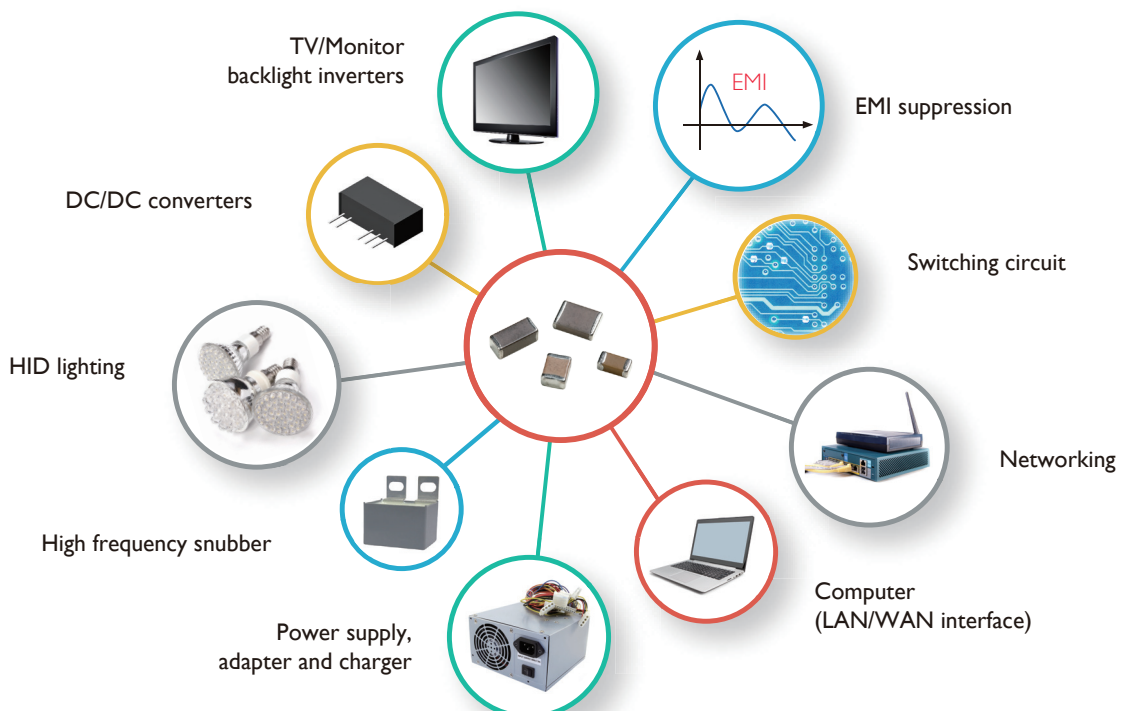 TV/Monitor
backlight inverters
EMI
EMI suppression
DC/DC converters
Switching circuit
HID lighting
Networking
High frequency snubber
Computer
(LAN/WAN interface)
Power supply,
adapter and charger